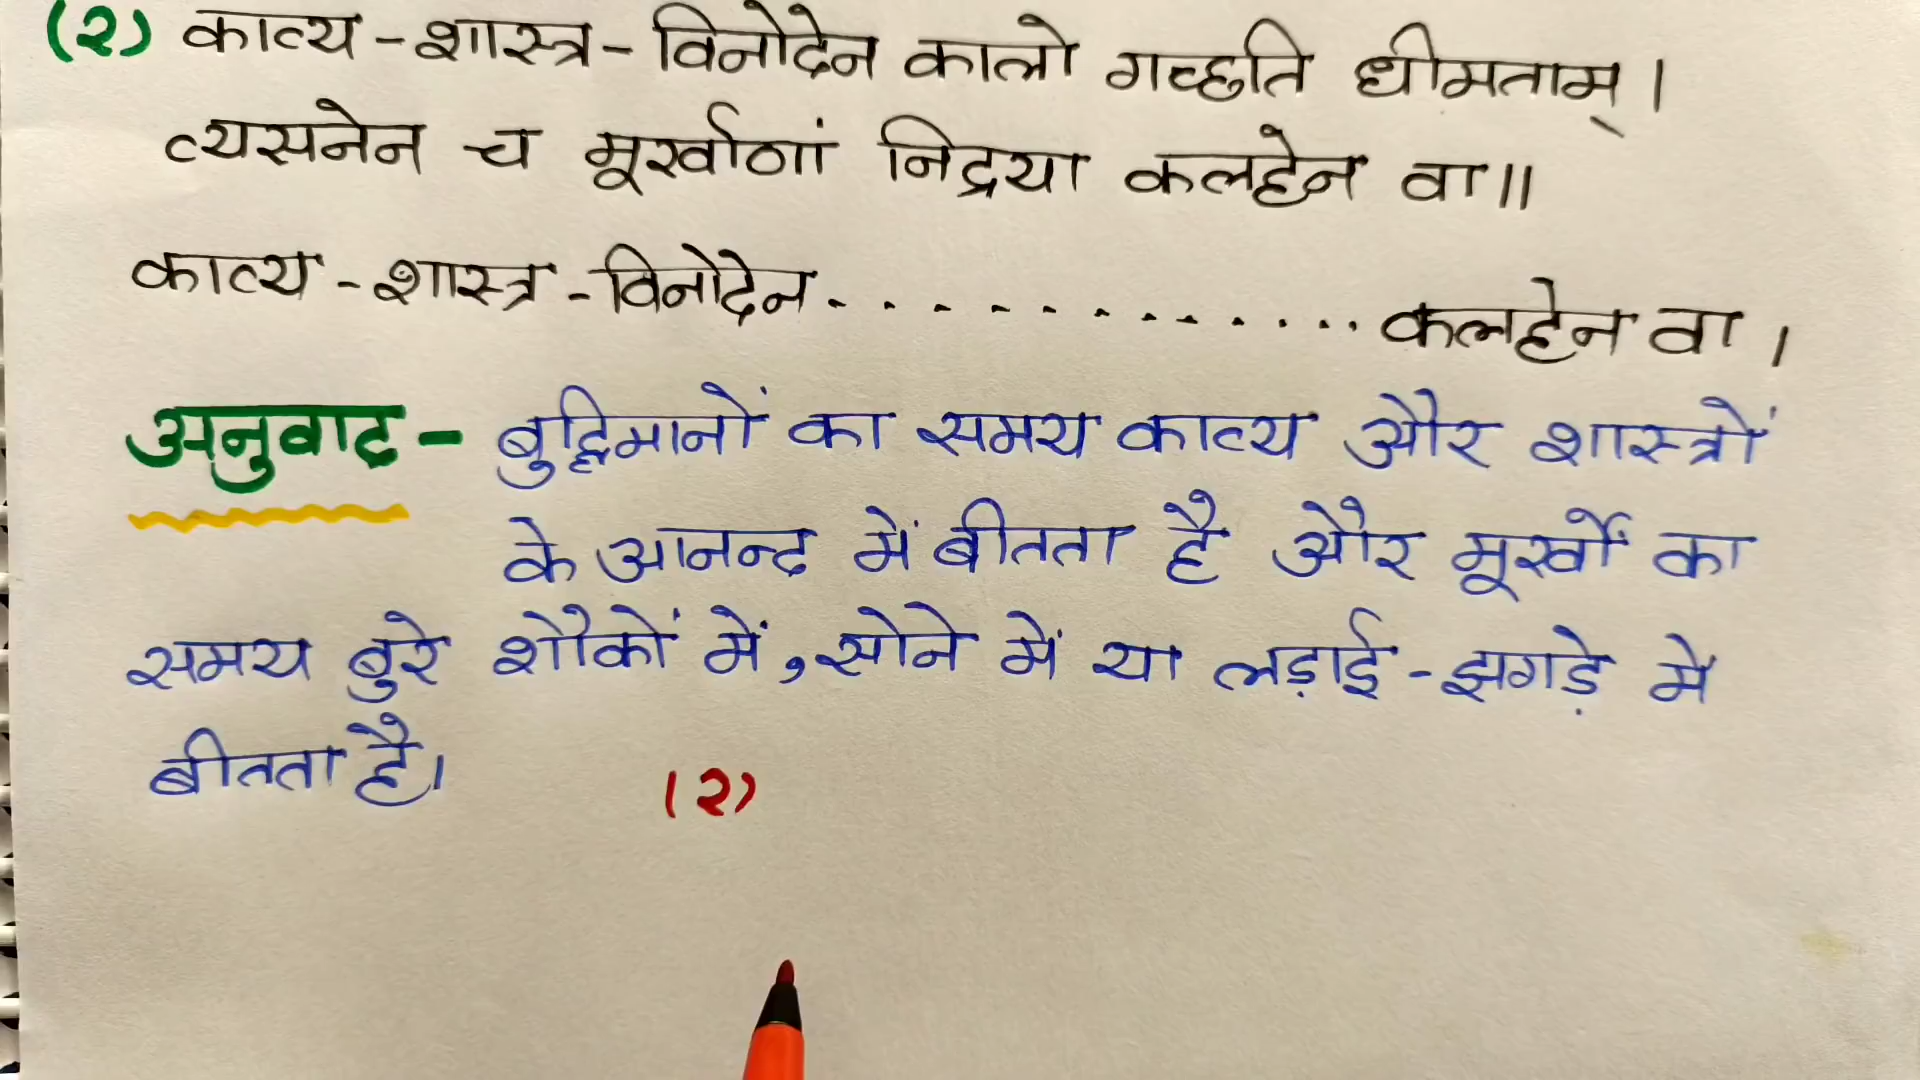 (२) काव्य - शास्त्र - विनोदेन कालो गच्छति धीमताम् ।
व्यसनेन च मूर्खाणां निद्रया कलहेन वा ॥
काव्य - शास्त्र - विनोदेन- . . . . . . . . . . . . कलहेन वा ।
अनुवाद - बुद्धिमानों का समय काव्य और शास्त्रों
के आनन्द में बीतता है और मूर्खों का
समय बुरे शौकों में, सोने में या लड़ाई - झगड़े में
बीतता है।
(२)